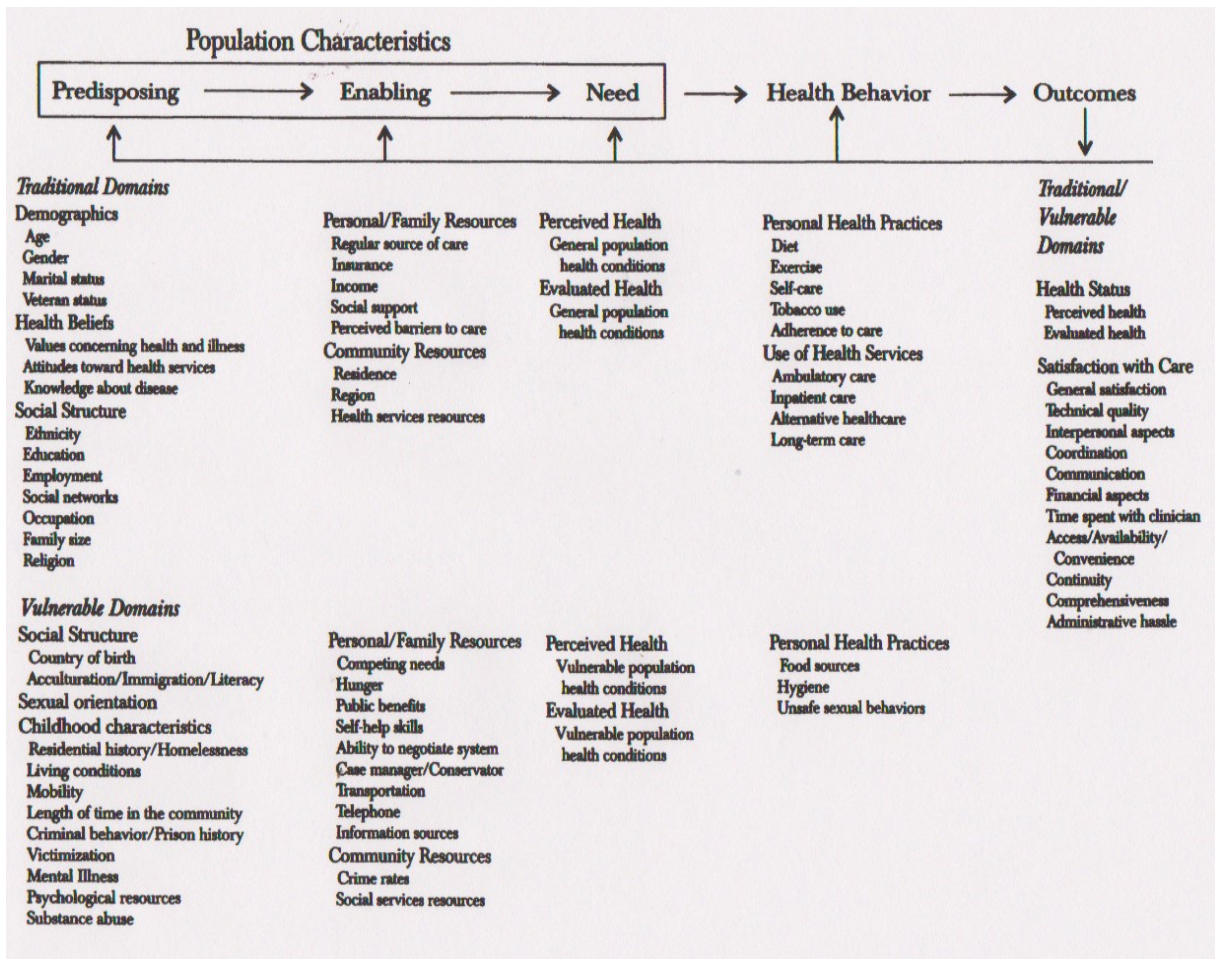 Population Characteristics
Predisposing
Enabling
Need
Health Behavior
Outcomes
Traditional Domains
Demographics
Age
Gender
Marital status
Veteran status
Health Beliefs
Values concerning health and illness
Attitudes toward health services
Knowledge about disease
Social Structure
Ethnicity
Education
Employment
Social networks
Occupation
Family size
Religion
Personal/Family Resources
Regular source of care
Insurance
Income
Social support
Perceived barriers to care
Community Resources
Residence
Region
Health services resources
Perceived Health
General population
health conditions
Evaluated Health
General population
health conditions
Personal Health Practices
Diet
Exercise
Self-care
Tobacco use
Adherence to care
Use of Health Services
Ambulatory care
Inpatient care
Alternative healthcare
Long-term care
Traditional/
Vulnerable
Domains
Health Status
Perceived health
Evaluated health
Satisfaction with Care
General satisfaction
Technical quality
Interpersonal aspects
Coordination
Communication
Financial aspects
Time spent with clinician
Access/Availability/
Convenience
Continuity
Comprehensiveness
Administrative hassle
Vulnerable Domains
Social Structure
Country of birth
Acculturation/Immigration/Literacy
Sexual orientation
Childhood characteristics
Residential history/Homelessness
Living conditions
Mobility
Length of time in the community
Criminal behavior/Prison history
Victimization
Mental Illness
Psychological resources
Substance abuse
Personal/Family Resources
Competing needs
Hunger
Public benefits
Self-help skills
Ability to negotiate system
Case manager/Conservator
Transportation
Telephone
Information sources
Community Resources
Crime rates
Social services resources
Perceived Health
Vulnerable population
health conditions
Evaluated Health
Vulnerable population
health conditions
Personal Health Practices
Food sources
Hygiene
Unsafe sexual behaviors